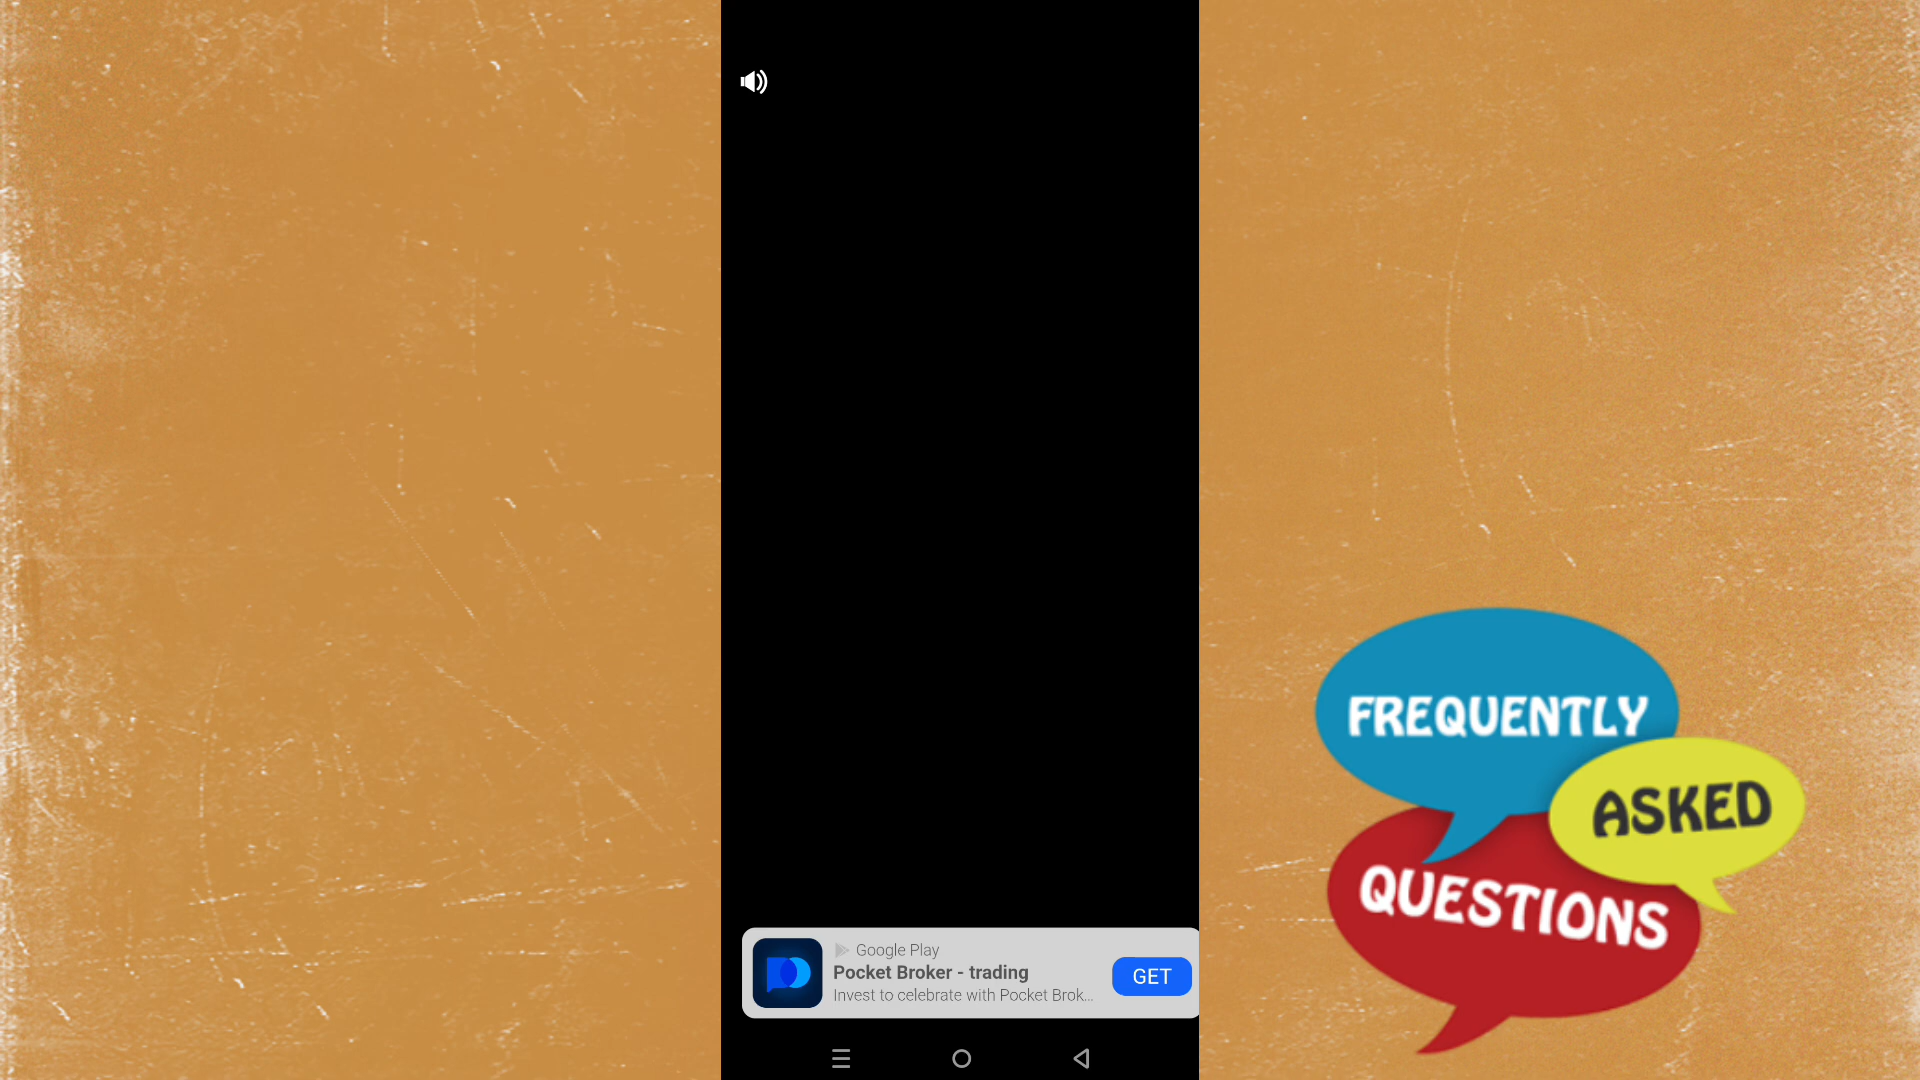 Google Play
Pocket Broker - trading
Invest to celebrate with Pocket Brok...
GET
FREQUENTLY
ASKED
QUESTIONS